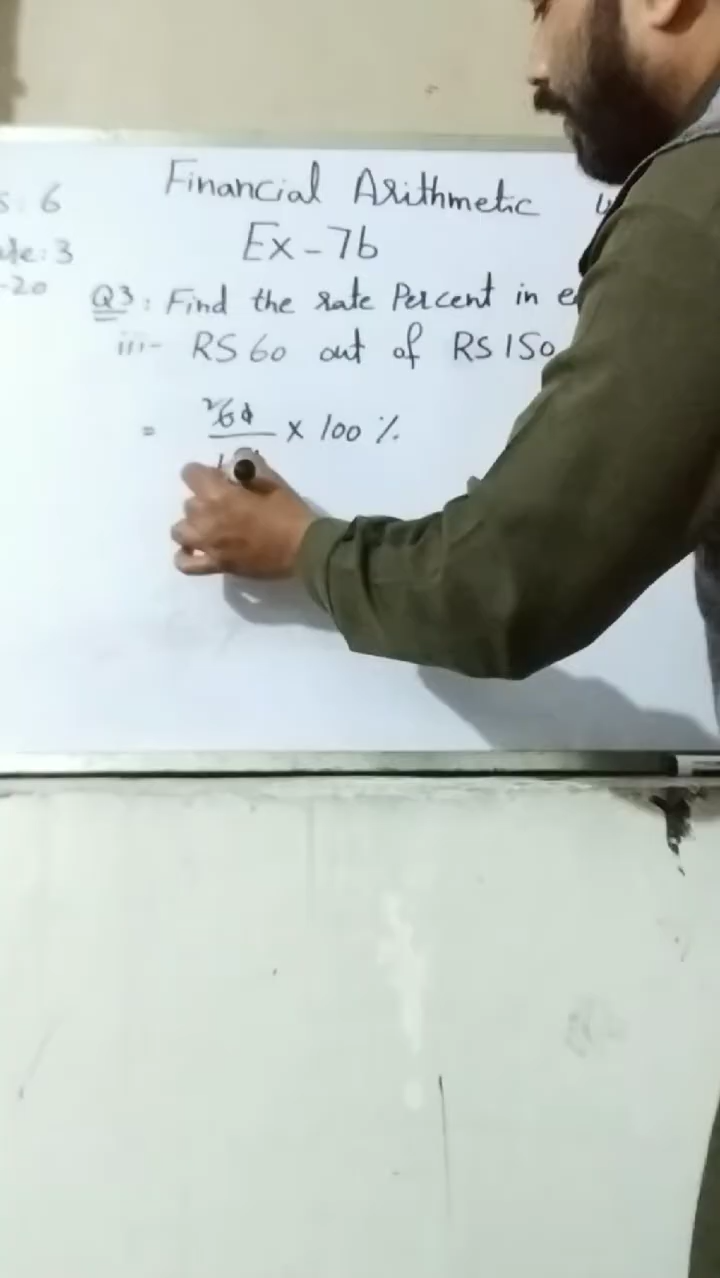 Financial Arithmetic
: 6
Ex-7b
: 3
-20
Q3: Find the rate Percent in
iii- RS 60 out of RS 150
= 60 × 100 %